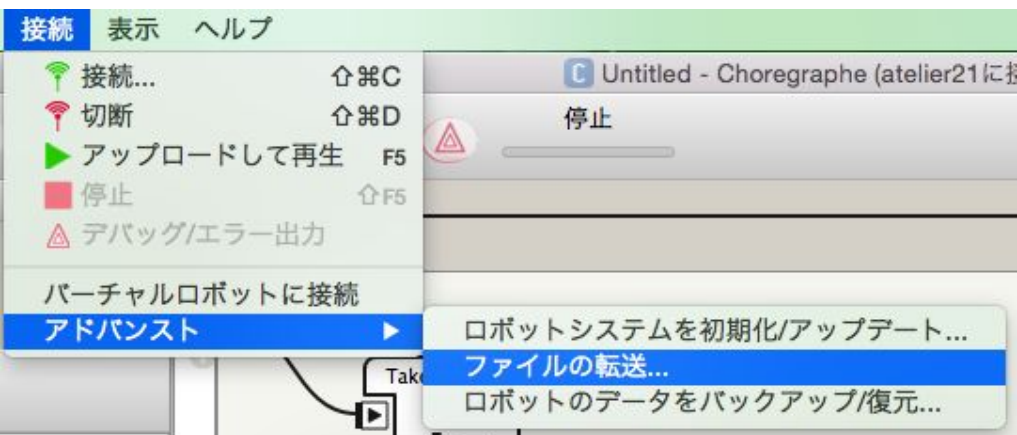 接続 表示 ヘルプ
Untitled - Choregraphe (atelier21に
接続... ⇧⌘C
切断 ⇧⌘D
停止
アップロードして再生 F5
停止 ⇧F5
デバッグ/エラー出力
バーチャルロボットに接続
アドバンスト ▶
ロボットシステムを初期化/アップデート...
ファイルの転送...
Take
ロボットのデータをバックアップ/復元...